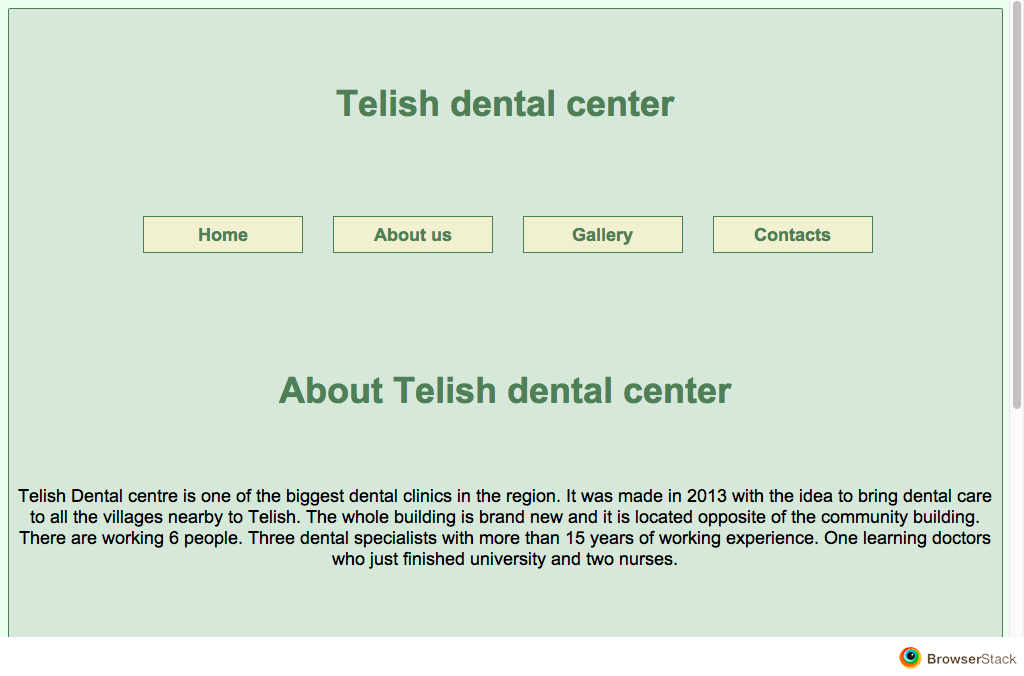 Telish dental center
Home
About us
Gallery
Contacts
About Telish dental center
Telish Dental centre is one of the biggest dental clinics in the region. It was made in 2013 with the idea to bring dental care
to all the villages nearby to Telish. The whole building is brand new and it is located opposite of the community building.
There are working 6 people. Three dental specialists with more than 15 years of working experience. One learning doctors
who just finished university and two nurses.
BrowserStack